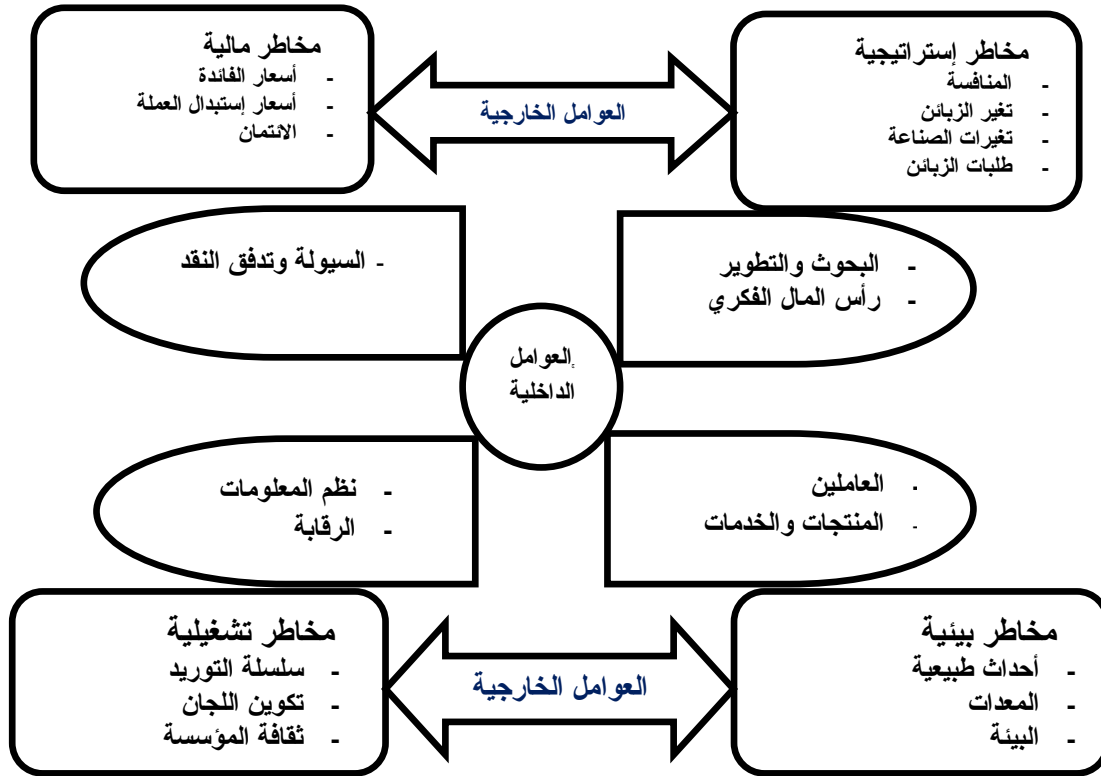 مخاطر إستراتيجية
- المنافسة
- تغير الزبائن
- تغيرات الصناعة
- طلبات الزبائن
العوامل الخارجية
مخاطر مالية
- أسعار الفائدة
- أسعار إستبدال العملة
- الائتمان
- البحوث والتطوير
- رأس المال الفكري
- السيولة وتدفق النقد
العوامل
الداخلية
· العاملين
· المنتجات والخدمات
- نظم المعلومات
- الرقابة
مخاطر بيئية
- أحداث طبيعية
- المعدات
- البيئة
العوامل الخارجية
مخاطر تشغيلية
- سلسلة التوريد
- تكوين اللجان
- ثقافة المؤسسة